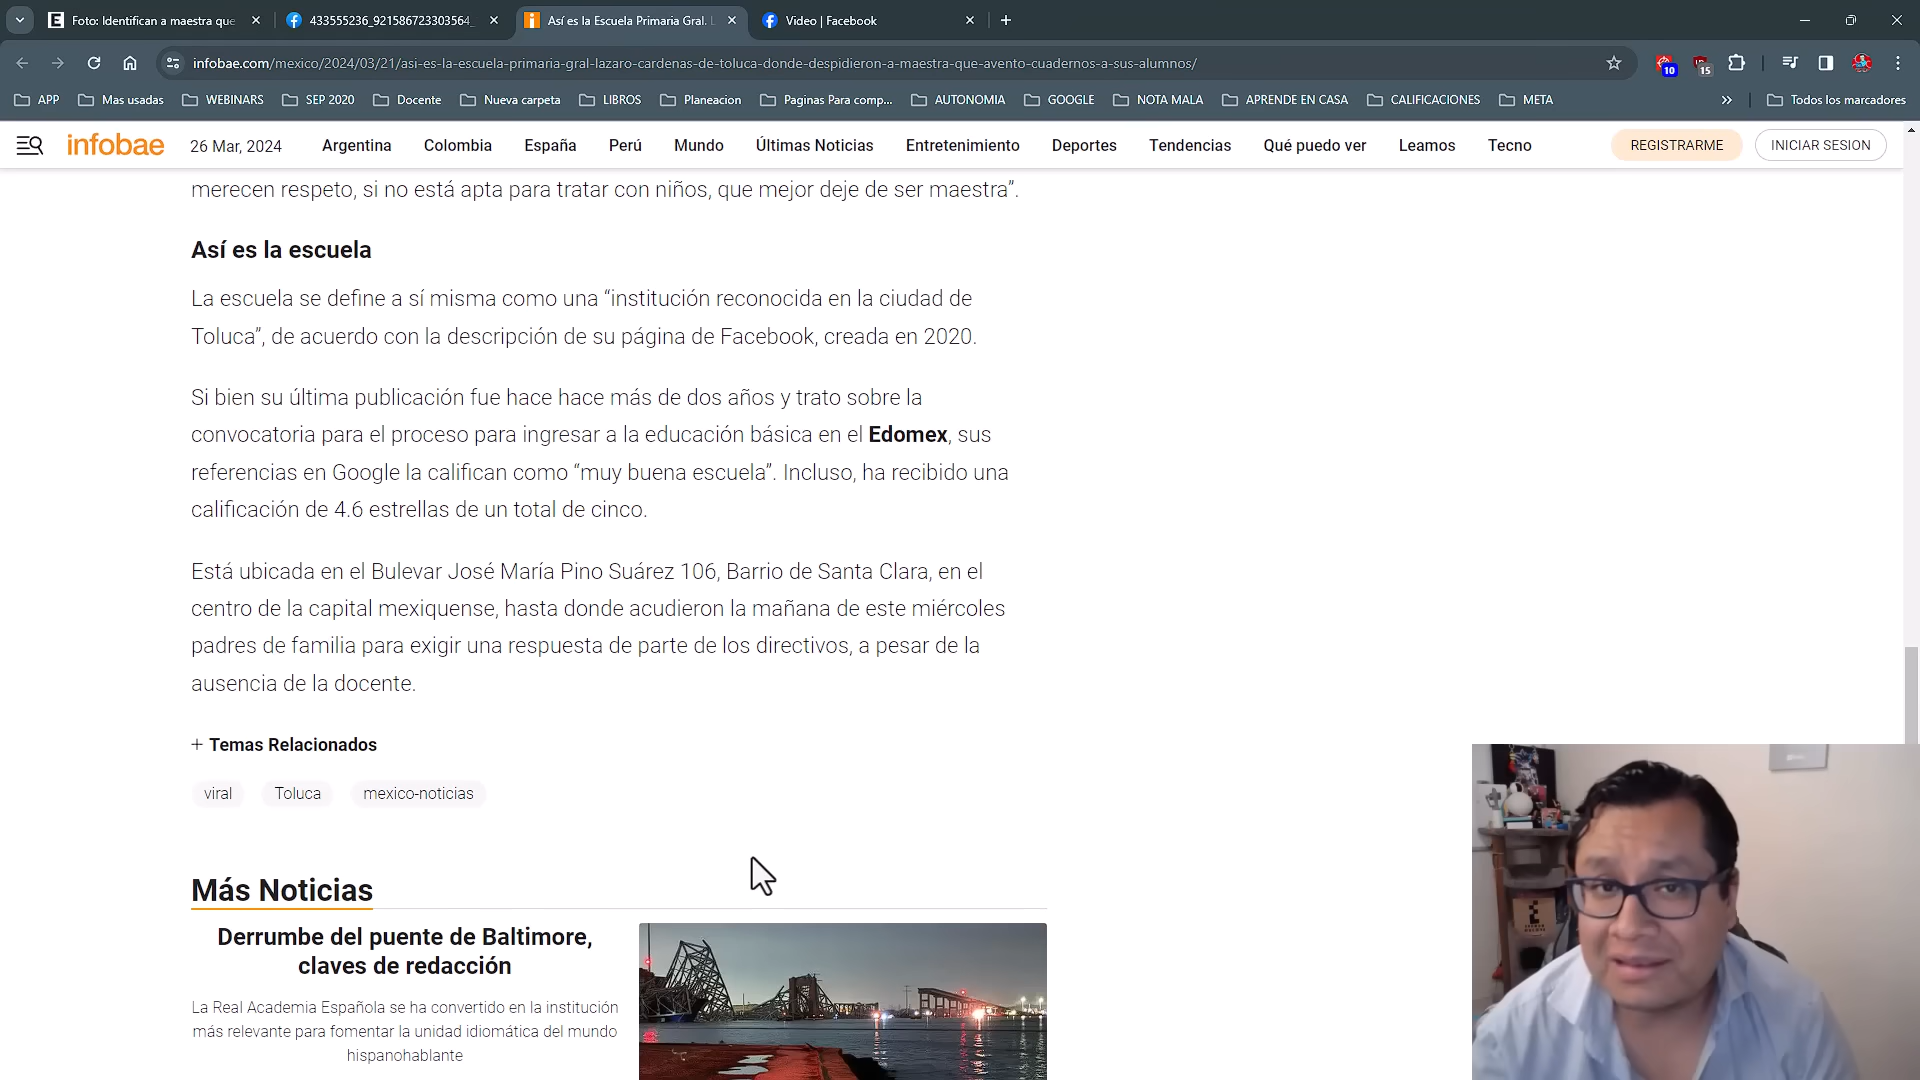 Foto: Identifican a maestra que
433555236_921586723303564_
Así es la Escuela Primaria Gral. L
Video | Facebook
infobae.com/mexico/2024/03/21/asi-es-la-escuela-primaria-gral-lazaro-cardenas-de-toluca-donde-despidieron-a-maestra-que-avento-cuadernos-a-sus-alumnos/
10
15
APP
Mas usadas
WEBINARS
SEP 2020
Docente
Nueva carpeta
LIBROS
Planeacion
Paginas Para comp...
AUTONOMIA
GOOGLE
NOTA MALA
APRENDE EN CASA
CALIFICACIONES
META
Todos los marcadores
infobae
26 Mar, 2024
Argentina
Colombia
España
Perú
Mundo
Últimas Noticias
Entretenimiento
Deportes
Tendencias
Qué puedo ver
Leamos
Tecno
REGISTRARME
INICIAR SESION
merecen respeto, si no está apta para tratar con niños, que mejor deje de ser maestra”.
Así es la escuela
La escuela se define a sí misma como una “institución reconocida en la ciudad de
Toluca”, de acuerdo con la descripción de su página de Facebook, creada en 2020.
Si bien su última publicación fue hace hace más de dos años y trato sobre la
convocatoria para el proceso para ingresar a la educación básica en el Edomex, sus
referencias en Google la califican como “muy buena escuela”. Incluso, ha recibido una
calificación de 4.6 estrellas de un total de cinco.
Está ubicada en el Bulevar José María Pino Suárez 106, Barrio de Santa Clara, en el
centro de la capital mexiquense, hasta donde acudieron la mañana de este miércoles
padres de familia para exigir una respuesta de parte de los directivos, a pesar de la
ausencia de la docente.
+ Temas Relacionados
viral
Toluca
mexico-noticias
Más Noticias
Derrumbe del puente de Baltimore,
claves de redacción
La Real Academia Española se ha convertido en la institución
más relevante para fomentar la unidad idiomática del mundo
hispanohablante